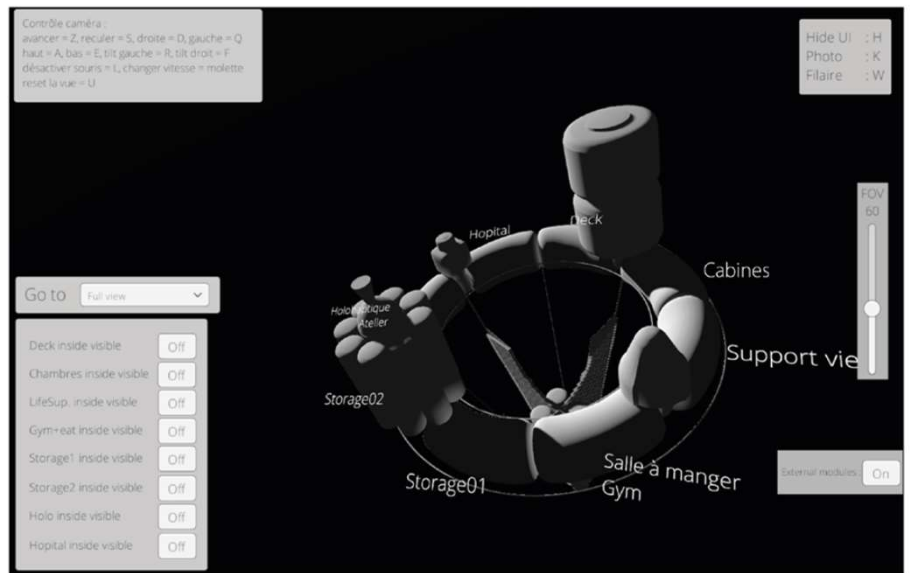 Contrôle caméra :
avancer = Z, reculer = S, droite = D, gauche = Q
haut = A, bas = E, tilt gauche = R, tilt droit = F
désactiver souris = L, changer vitesse = molette
reset la vue = U
Hide UI : H
Photo : K
Filaire : W
FOV
60
Deck
Hopital
Cabines
Go to Full view
Atelier
Support vie
Deck inside visible Off
Chambres inside visible Off
LifeSup. inside visible Off
Gym+eat inside visible Off
Storage1 inside visible Off
Storage2 inside visible Off
Holo inside visible Off
Hopital inside visible Off
Storage02
Storage01
Salle à manger
Gym
External modules On